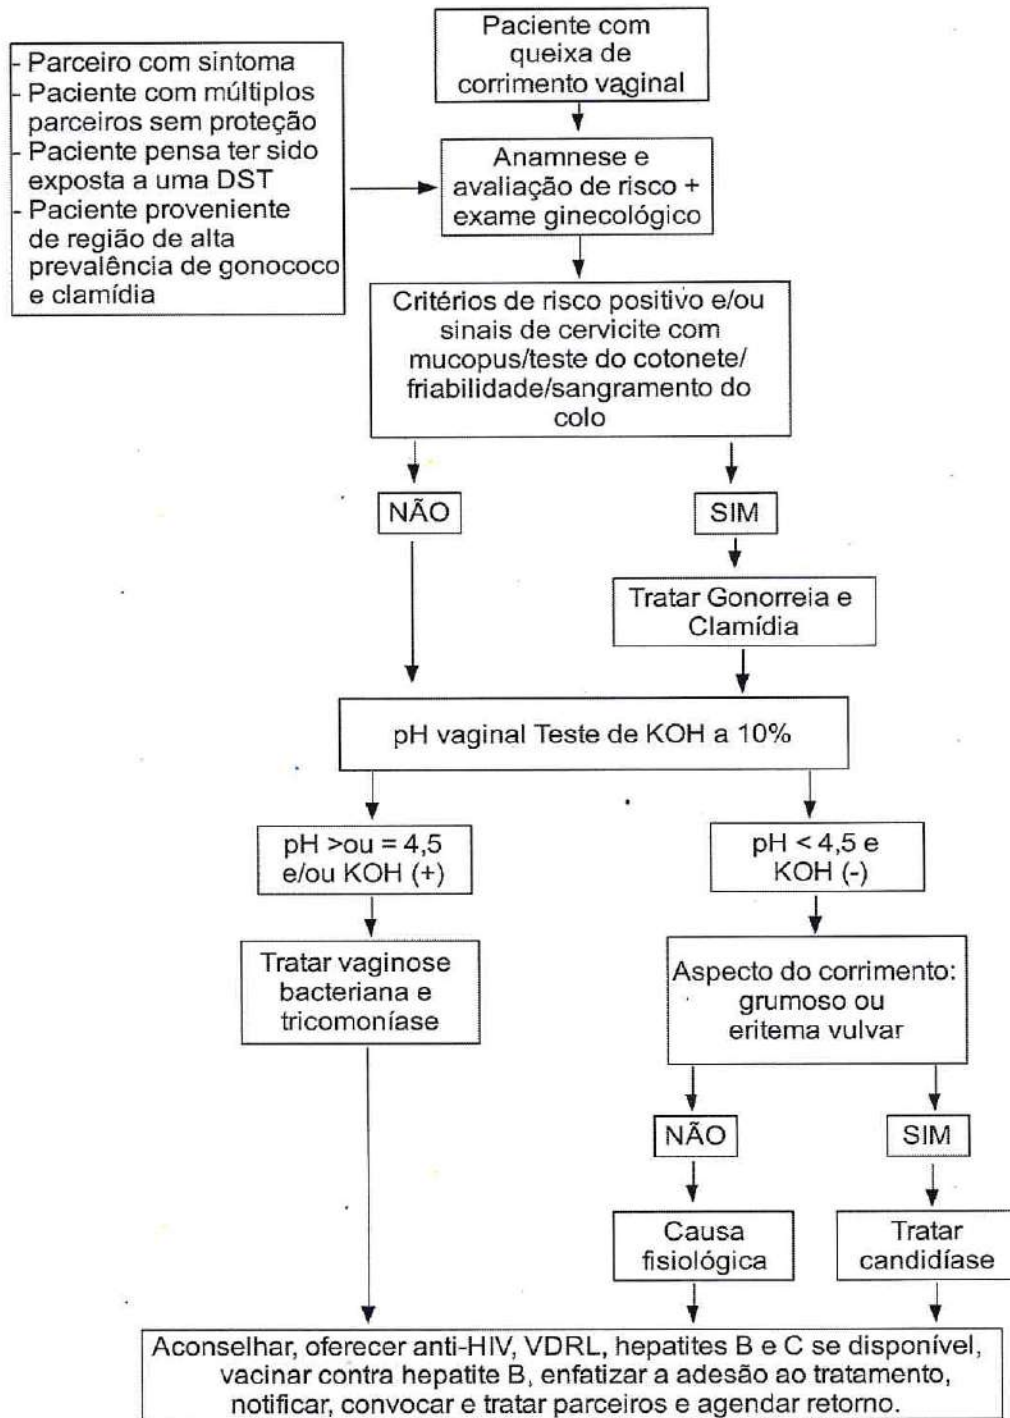 Paciente com
queixa de
corrimento vaginal
- Parceiro com sintoma
- Paciente com múltiplos
parceiros sem proteção
- Paciente pensa ter sido
exposta a uma DST
- Paciente proveniente
de região de alta
prevalência de gonococo
e clamídia
Anamnese e
avaliação de risco +
exame ginecológico
Critérios de risco positivo e/ou
sinais de cervicite com
mucopus/teste do cotonete/
friabilidade/sangramento do
colo
NÃO
SIM
Tratar Gonorreia e
Clamídia
pH vaginal Teste de KOH a 10%
pH >ou = 4,5
e/ou KOH (+)
pH < 4,5 e
KOH (-)
Tratar vaginose
bacteriana e
tricomoníase
Aspecto do corrimento:
grumoso ou
eritema vulvar
NÃO
SIM
Causa
fisiológica
Tratar
candidíase
Aconselhar, oferecer anti-HIV, VDRL, hepatites B e C se disponível,
vacinar contra hepatite B, enfatizar a adesão ao tratamento,
notificar, convocar e tratar parceiros e agendar retorno.